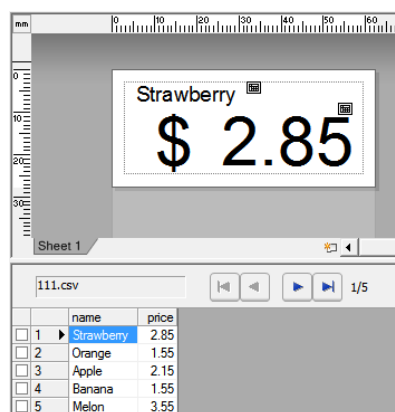 mm
0 10 20 30 40 50 60
0
10
20
30
Strawberry
$ 2.85
Sheet 1
111.csv
1/5
name price
1 Strawberry 2.85
2 Orange 1.55
3 Apple 2.15
4 Banana 1.55
5 Melon 3.55